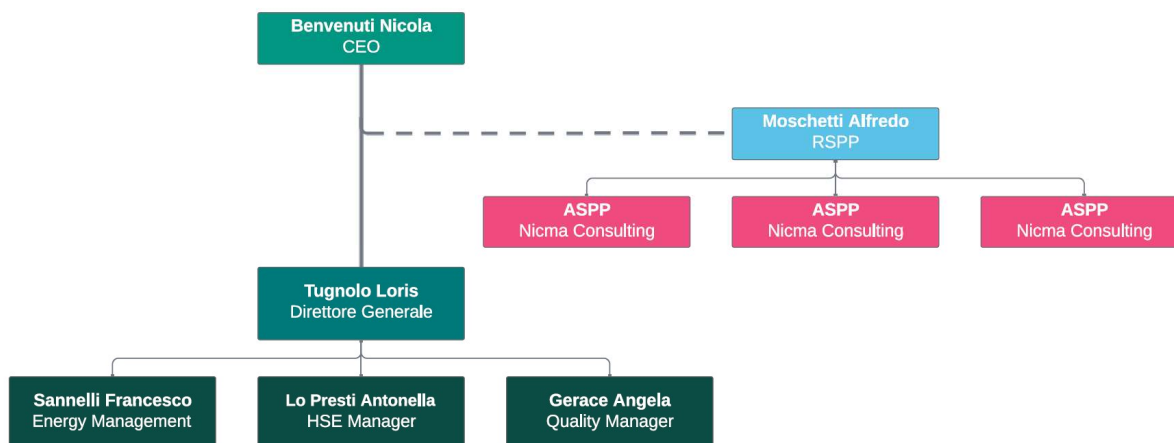 Benvenuti Nicola
CEO
Moschetti Alfredo
RSPP
ASPP
Nicma Consulting
ASPP
Nicma Consulting
ASPP
Nicma Consulting
Tugnolo Loris
Direttore Generale
Sannelli Francesco
Energy Management
Lo Presti Antonella
HSE Manager
Gerace Angela
Quality Manager